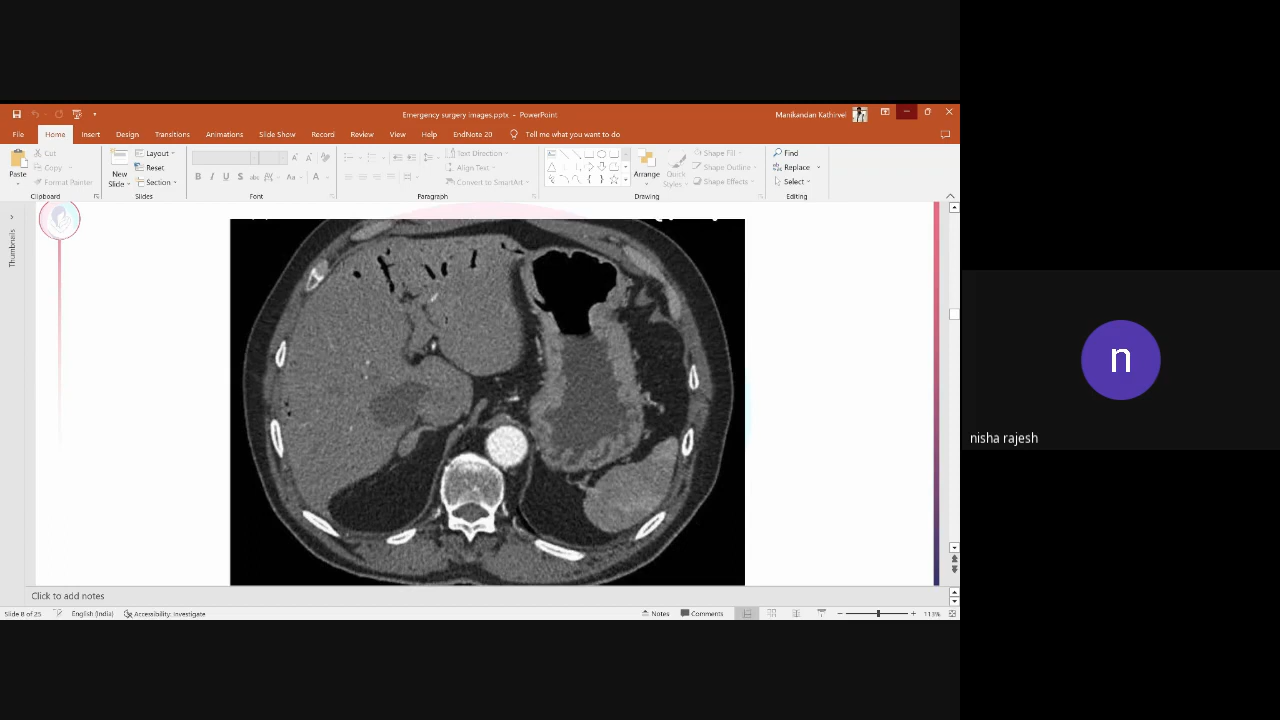 Emergency surgery images.pptx - PowerPoint
Manikandan Kathirvel
File Home Insert Design Transitions Animations Slide Show Record Review View Help EndNote 20 Tell me what you want to do
Paste
Cut
Copy
Format Painter
Clipboard
New
Slide
Layout
Reset
Section
Slides
B I U S
Aa
A
Font
Text Direction
Align Text
Convert to SmartArt
Paragraph
Arrange
Quick
Styles
Shape Fill
Shape Outline
Shape Effects
Drawing
Find
Replace
Select
Editing
Thumbnails
Click to add notes
Slide 8 of 25 English (India) Accessibility: Investigate Notes Comments 113%
n
nisha rajesh